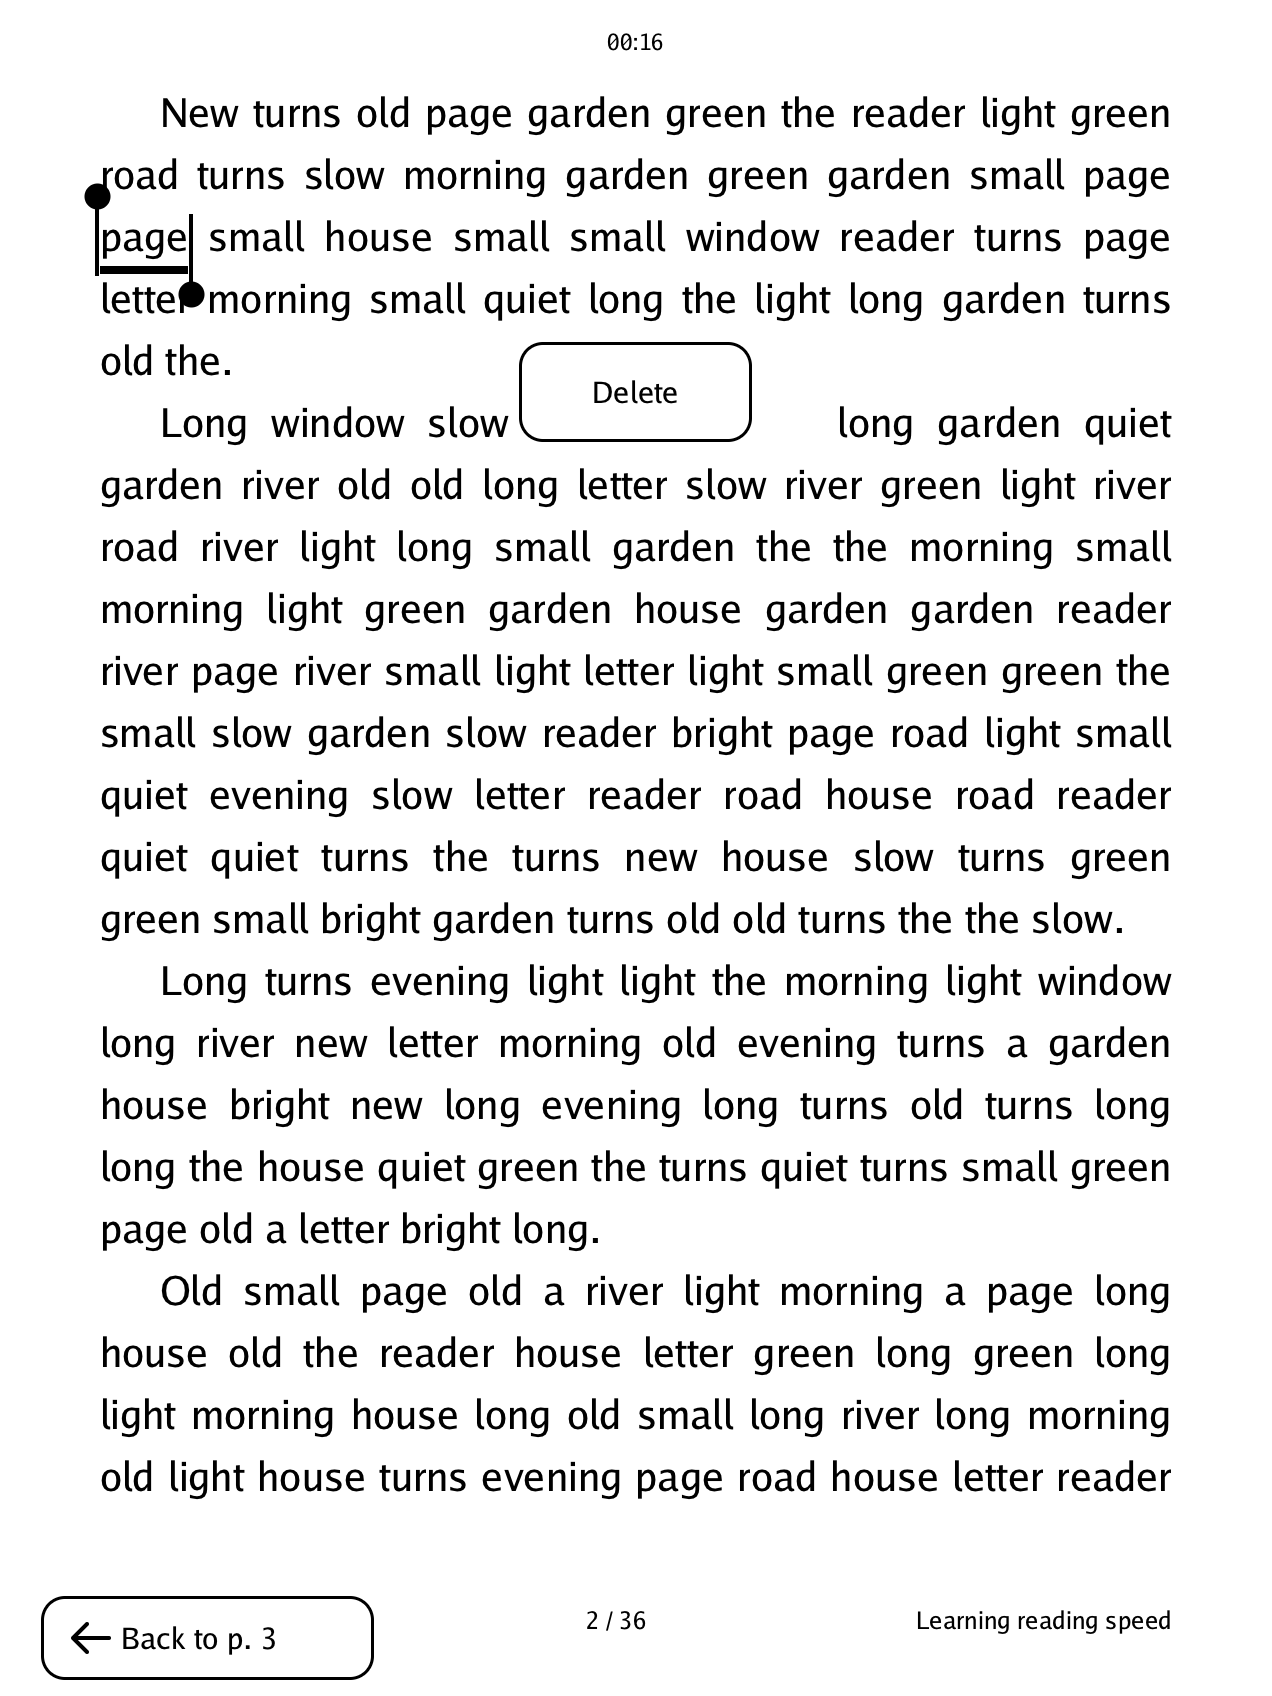 00:16
New turns old page garden green the reader light green
road turns slow morning garden green garden small page
page small house small small window reader turns page
letter morning small quiet long the light long garden turns
old the.
Delete
Long window slow long garden quiet
garden river old old long letter slow river green light river
road river light long small garden the the morning small
morning light green garden house garden garden reader
river page river small light letter light small green green the
small slow garden slow reader bright page road light small
quiet evening slow letter reader road house road reader
quiet quiet turns the turns new house slow turns green
green small bright garden turns old old turns the the slow.
Long turns evening light light the morning light window
long river new letter morning old evening turns a garden
house bright new long evening long turns old turns long
long the house quiet green the turns quiet turns small green
page old a letter bright long.
Old small page old a river light morning a page long
house old the reader house letter green long green long
light morning house long old small long river long morning
old light house turns evening page road house letter reader
Back to p. 3
2 / 36
Learning reading speed